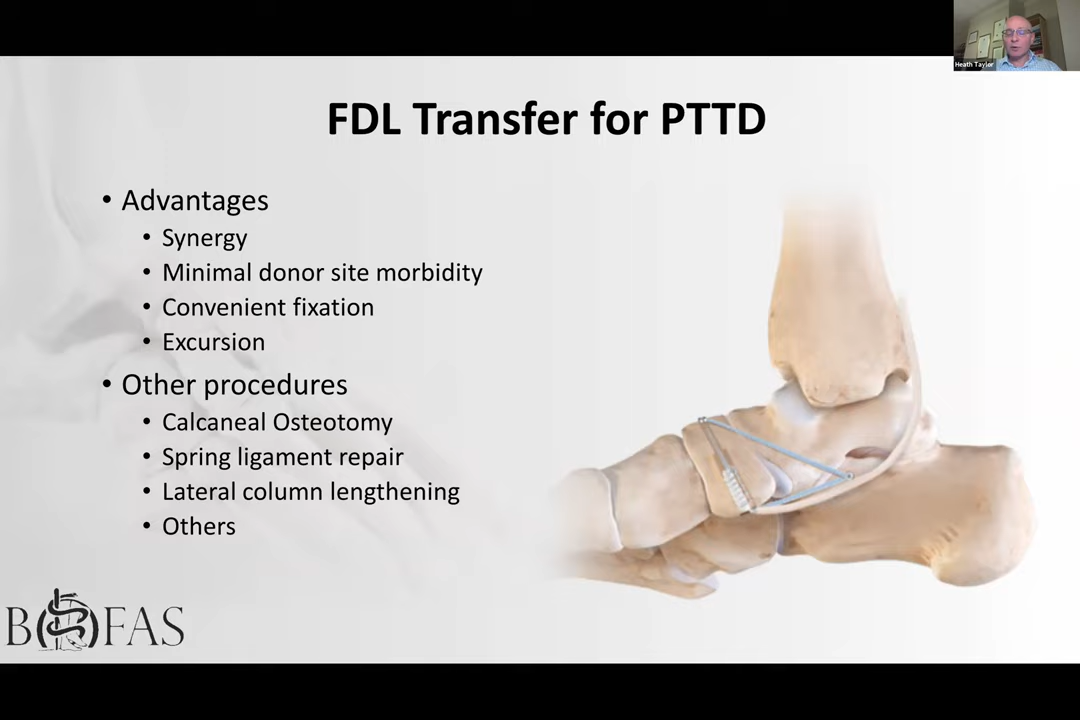 Heath Taylor
FDL Transfer for PTTD
• Advantages
• Synergy
• Minimal donor site morbidity
• Convenient fixation
• Excursion
• Other procedures
• Calcaneal Osteotomy
• Spring ligament repair
• Lateral column lengthening
• Others
BOFAS